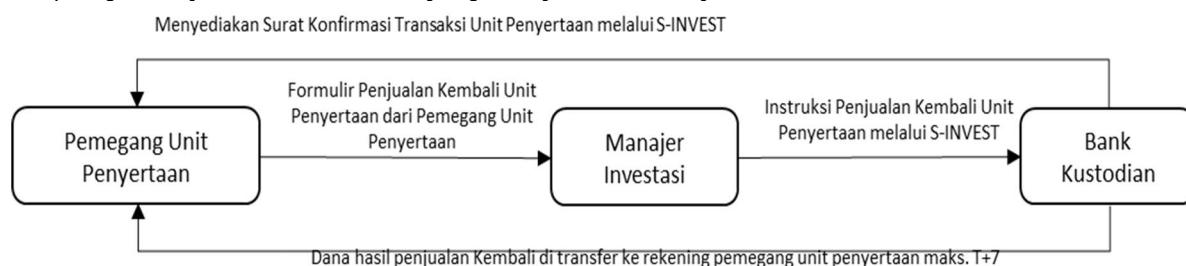 Menyediakan Surat Konfirmasi Transaksi Unit Penyertaan melalui S-INVEST
Formulir Penjualan Kembali Unit
Penyertaan dari Pemegang Unit
Penyertaan
Instruksi Penjualan Kembali Unit
Penyertaan melalui S-INVEST
Pemegang Unit
Penyertaan
Manajer
Investasi
Bank
Kustodian
Dana hasil penjualan Kembali di transfer ke rekening pemegang unit penyertaan maks. T+7